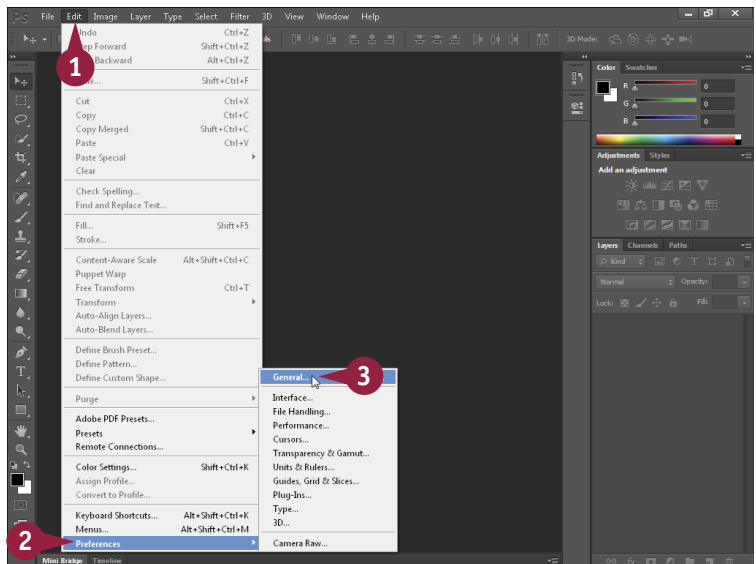 Ps File Edit Image Layer Type Select Filter 3D View Window Help
3D Mode:
Undo Ctrl+Z
Step Forward Shift+Ctrl+Z
Backward Alt+Ctrl+Z
1
Shift+Ctrl+F
Cut Ctrl+X
Copy Ctrl+C
Copy Merged Shift+Ctrl+C
Paste Ctrl+V
Paste Special
Clear
Check Spelling...
Find and Replace Text...
Fill... Shift+F5
Stroke...
Content-Aware Scale Alt+Shift+Ctrl+C
Puppet Warp
Free Transform Ctrl+T
Transform
Auto-Align Layers...
Auto-Blend Layers...
Define Brush Preset...
Define Pattern...
Define Custom Shape...
Purge
Adobe PDF Presets...
Presets
Remote Connections...
Color Settings... Shift+Ctrl+K
Assign Profile...
Convert to Profile...
Keyboard Shortcuts... Alt+Shift+Ctrl+K
Menus... Alt+Shift+Ctrl+M
2
Preferences
General...
3
Interface...
File Handling...
Performance...
Cursors...
Transparency & Gamut...
Units & Rulers...
Guides, Grid & Slices...
Plug-Ins...
Type...
3D...
Camera Raw...
Mini Bridge Timeline
Color Swatches
R 0
G 0
B 0
Adjustments Styles
Add an adjustment
Layers Channels Paths
Kind
Normal Opacity:
Lock: Fill: